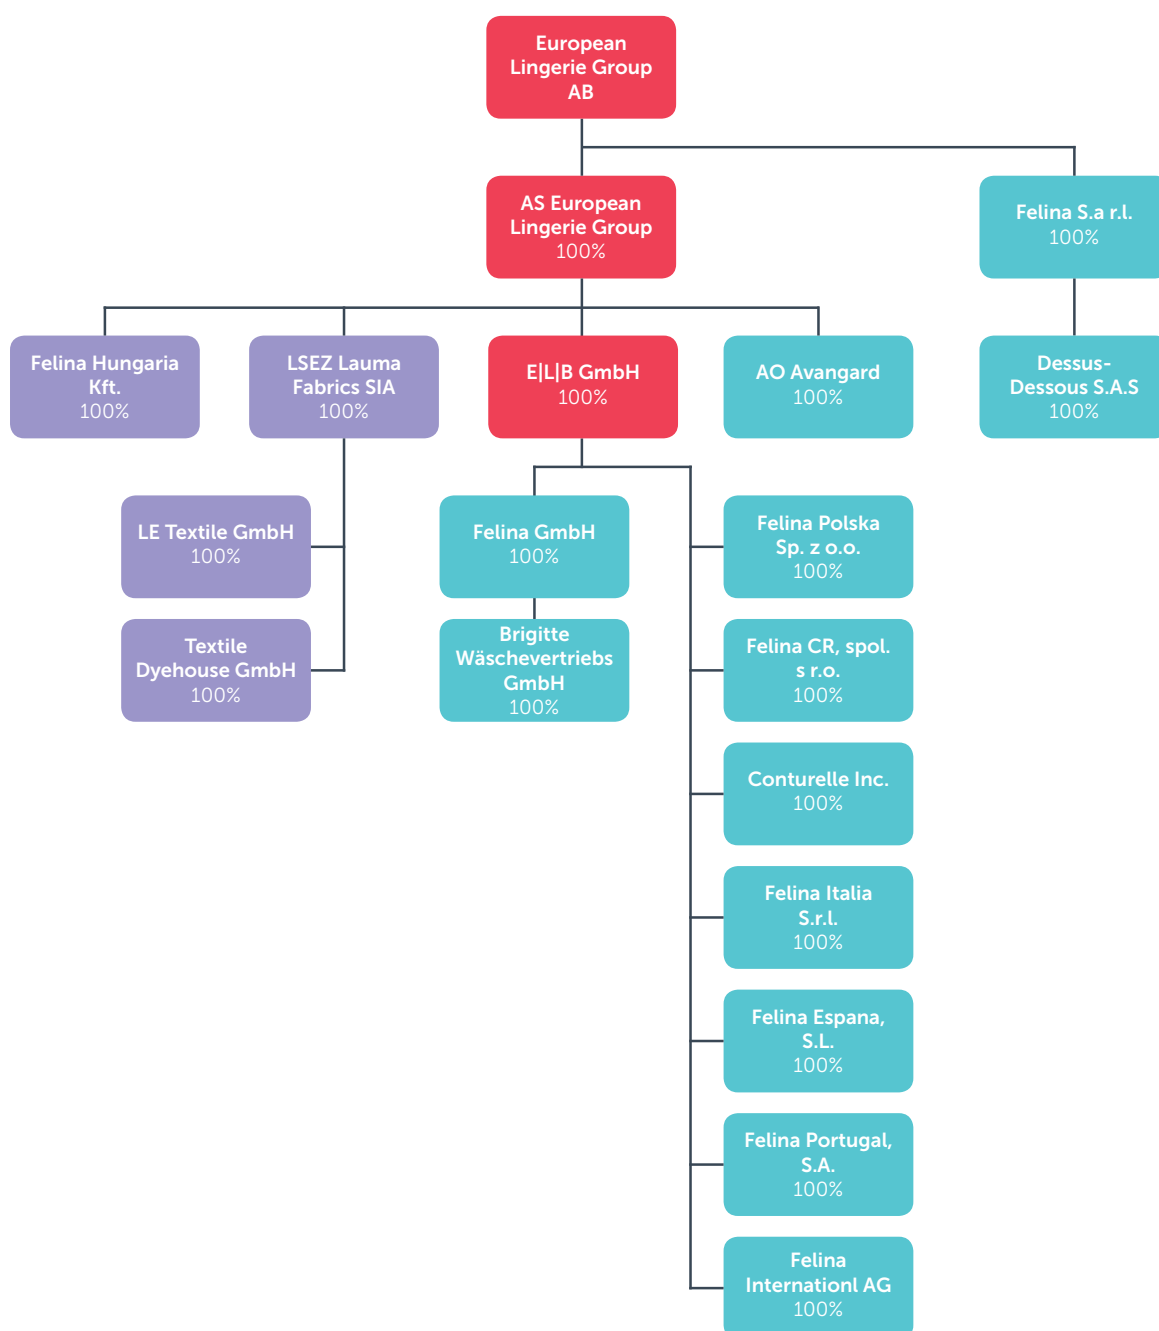 European
Lingerie Group
AB
AS European
Lingerie Group
100%
Felina S.a r.l.
100%
Felina Hungaria
Kft.
100%
LSEZ Lauma
Fabrics SIA
100%
E|L|B GmbH
100%
AO Avangard
100%
Dessus-
Dessous S.A.S
100%
LE Textile GmbH
100%
Felina GmbH
100%
Felina Polska
Sp. z o.o.
100%
Textile
Dyehouse GmbH
100%
Brigitte
Wäschevertriebs
GmbH
100%
Felina CR, spol.
s r.o.
100%
Conturelle Inc.
100%
Felina Italia
S.r.l.
100%
Felina Espana,
S.L.
100%
Felina Portugal,
S.A.
100%
Felina
Internationl AG
100%